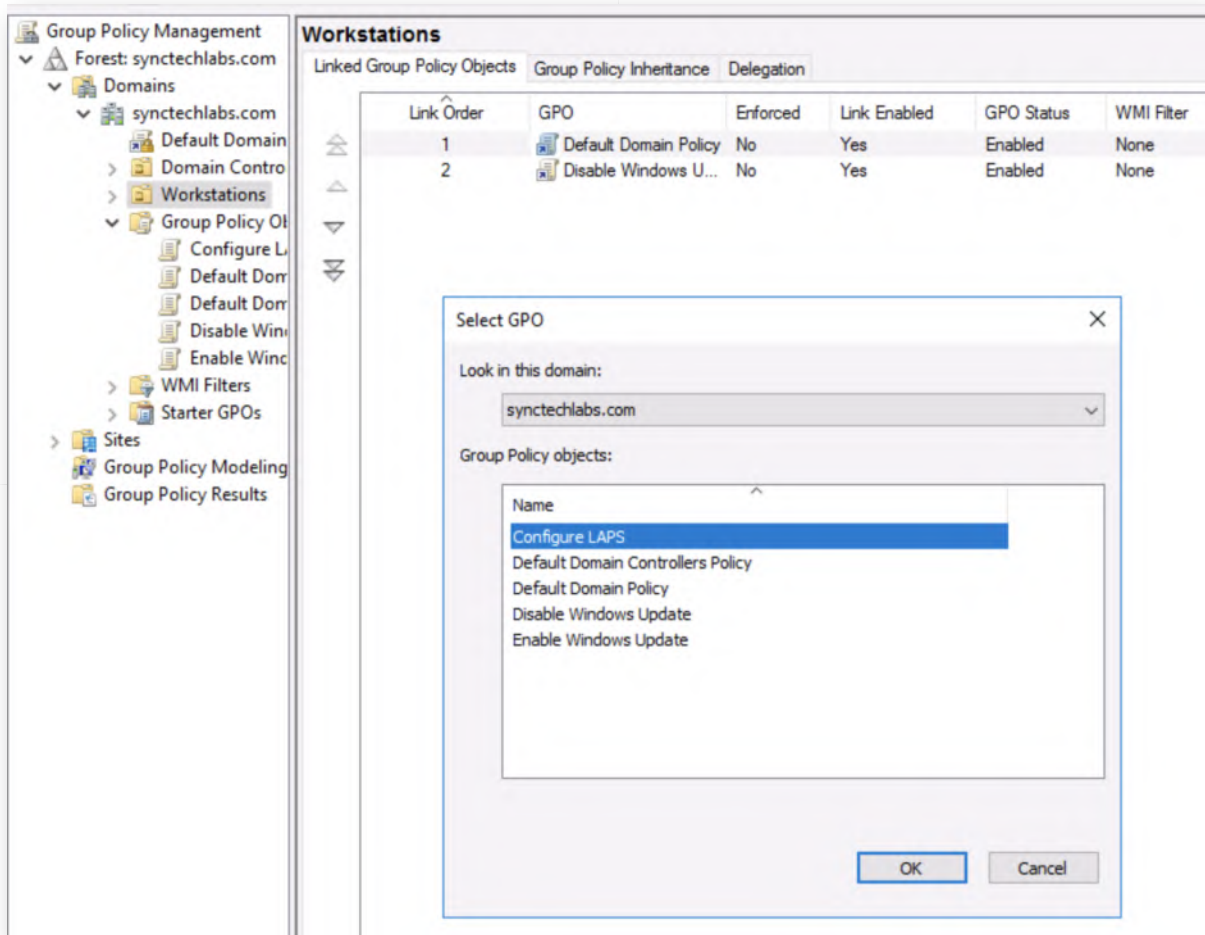 Group Policy Management
Forest: synctechlabs.com
Domains
synctechlabs.com
Default Domain
Domain Contro
Workstations
Group Policy Ol
Configure L
Default Dom
Default Dom
Disable Win
Enable Winc
WMI Filters
Starter GPOs
Sites
Group Policy Modeling
Group Policy Results
Workstations
Linked Group Policy Objects Group Policy Inheritance Delegation
Link Order GPO Enforced Link Enabled GPO Status WMI Filter
1 Default Domain Policy No Yes Enabled None
2 Disable Windows U... No Yes Enabled None
Select GPO
Look in this domain:
synctechlabs.com
Group Policy objects:
Name
Configure LAPS
Default Domain Controllers Policy
Default Domain Policy
Disable Windows Update
Enable Windows Update
OK Cancel